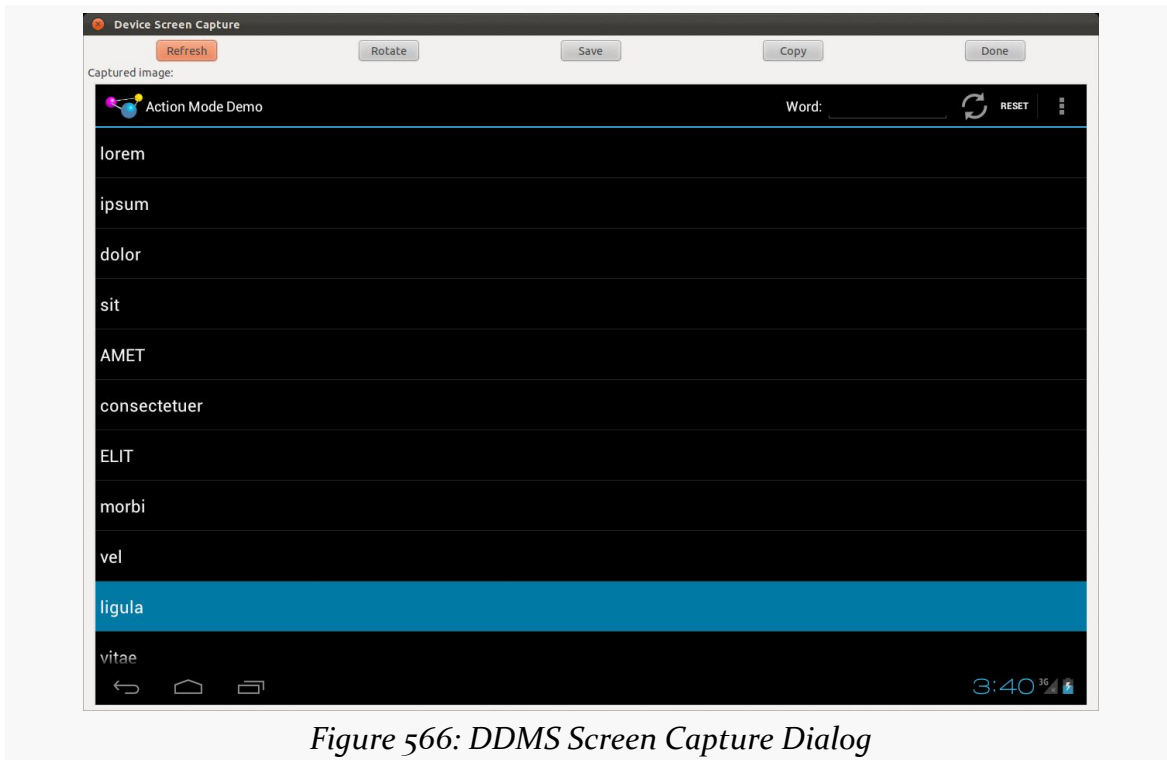 Device Screen Capture
Refresh Rotate Save Copy Done
Captured image:
Action Mode Demo Word: RESET
lorem
ipsum
dolor
sit
AMET
consectetuer
ELIT
morbi
vel
ligula
vitae
3:40 3G
Figure 566: DDMS Screen Capture Dialog